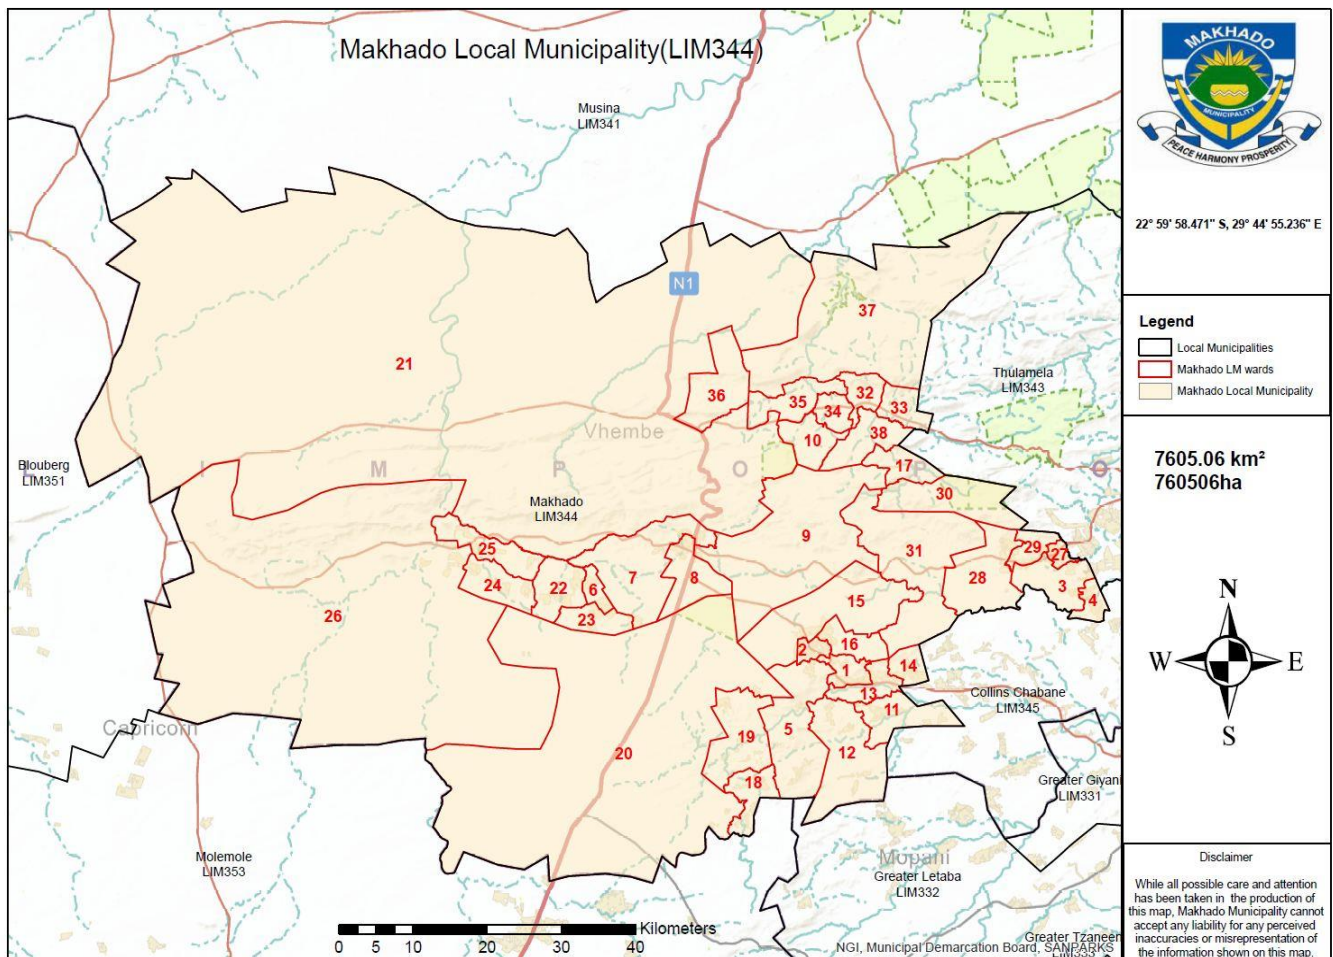 Makhado Local Municipality(LIM344)
MAKHADO
MUNICIPALITY
PEACE HARMONY PROSPERITY
22° 59' 58.471" S, 29° 44' 55.236" E
Legend
Local Municipalities
Makhado LM wards
Makhado Local Municipality
7605.06 km²
760506ha
N
W
E
S
Disclaimer
While all possible care and attention
has been taken in the production of
this map, Makhado Municipality cannot
accept any liability for any perceived
inaccuracies or misrepresentation of
the information shown on this map.
Musina
LIM341
N1
37
21
Thulamela
LIM343
36
35
32
34
33
Vhembe
10
38
Blouberg
LIM351
I
M
P
O
P
O
17
30
Makhado
LIM344
9
25
31
29
27
24
22
6
7
8
28
3
4
26
23
15
2
16
1
14
13
Collins Chabane
LIM345
11
Capricorn
20
19
5
12
18
Greater Giyani
LIM331
Molemole
LIM353
Mopani
Greater Letaba
LIM332
Kilometers
0 5 10 20 30 40
Greater Tzaneen
NGI, Municipal Demarcation Board, SANPARKS